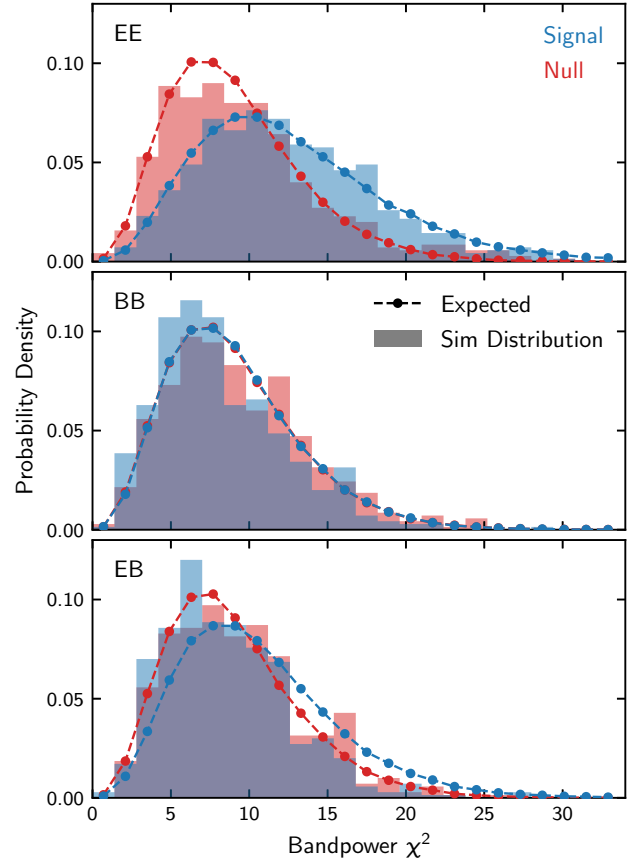 EE
Signal
Null
0.10
0.05
0.00
BB
Expected
Sim Distribution
0.10
0.05
0.00
Probability Density
EB
0.10
0.05
0.00
0 5 10 15 20 25 30
Bandpower χ²